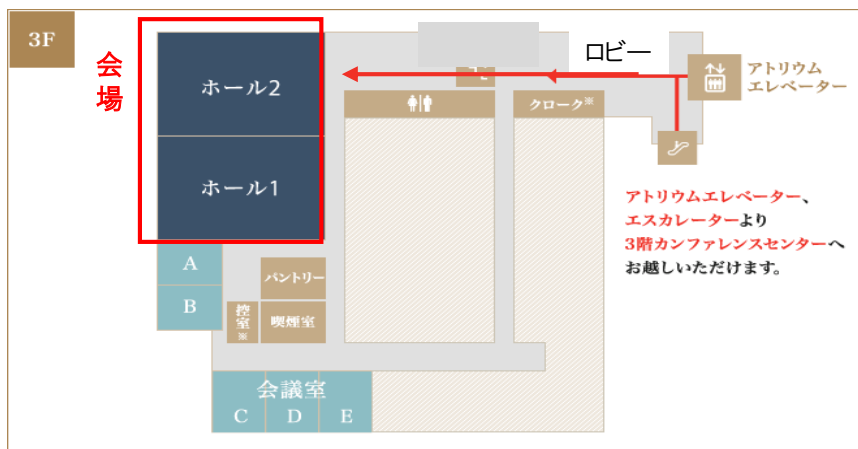 3F
会場
ホール2
ロビー
アトリウム
エレベーター
クローク※
ホール1
アトリウムエレベーター、
エスカレーターより
3階カンファレンスセンターへ
お越しいただけます。
A
パントリー
B
控室※
喫煙室
会議室
C D E